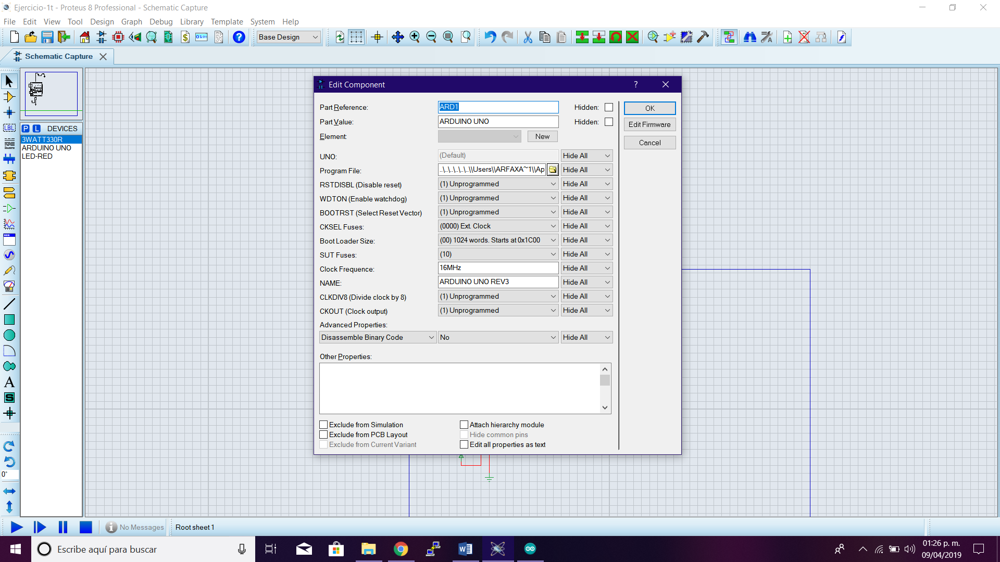 Ejercicio-1t - Proteus 8 Professional - Schematic Capture
File Edit View Tool Design Graph Debug Library Template System Help
Base Design
Schematic Capture
P L DEVICES
3WATT330R
ARDUINO UNO
LED-RED
LBL
A
S
0°
Edit Component ?
Part Reference: ARD1 Hidden:
Part Value: ARDUINO UNO Hidden:
Element: New
UNO: (Default) Hide All
Program File: ..\..\..\..\..\..\\Users\\ARFAXA~1\\Ap Hide All
RSTDISBL (Disable reset) (1) Unprogrammed Hide All
WDTON (Enable watchdog) (1) Unprogrammed Hide All
BOOTRST (Select Reset Vector) (1) Unprogrammed Hide All
CKSEL Fuses: (0000) Ext. Clock Hide All
Boot Loader Size: (00) 1024 words. Starts at 0x1C00 Hide All
SUT Fuses: (10) Hide All
Clock Frequence: 16MHz Hide All
NAME: ARDUINO UNO REV3 Hide All
CLKDIV8 (Divide clock by 8) (1) Unprogrammed Hide All
CKOUT (Clock output) (1) Unprogrammed Hide All
Advanced Properties:
Disassemble Binary Code No Hide All
Other Properties:
Exclude from Simulation Attach hierarchy module
Exclude from PCB Layout Hide common pins
Exclude from Current Variant Edit all properties as text
OK
Edit Firmware
Cancel
No Messages Root sheet 1
Escribe aquí para buscar
01:26 p. m.
09/04/2019